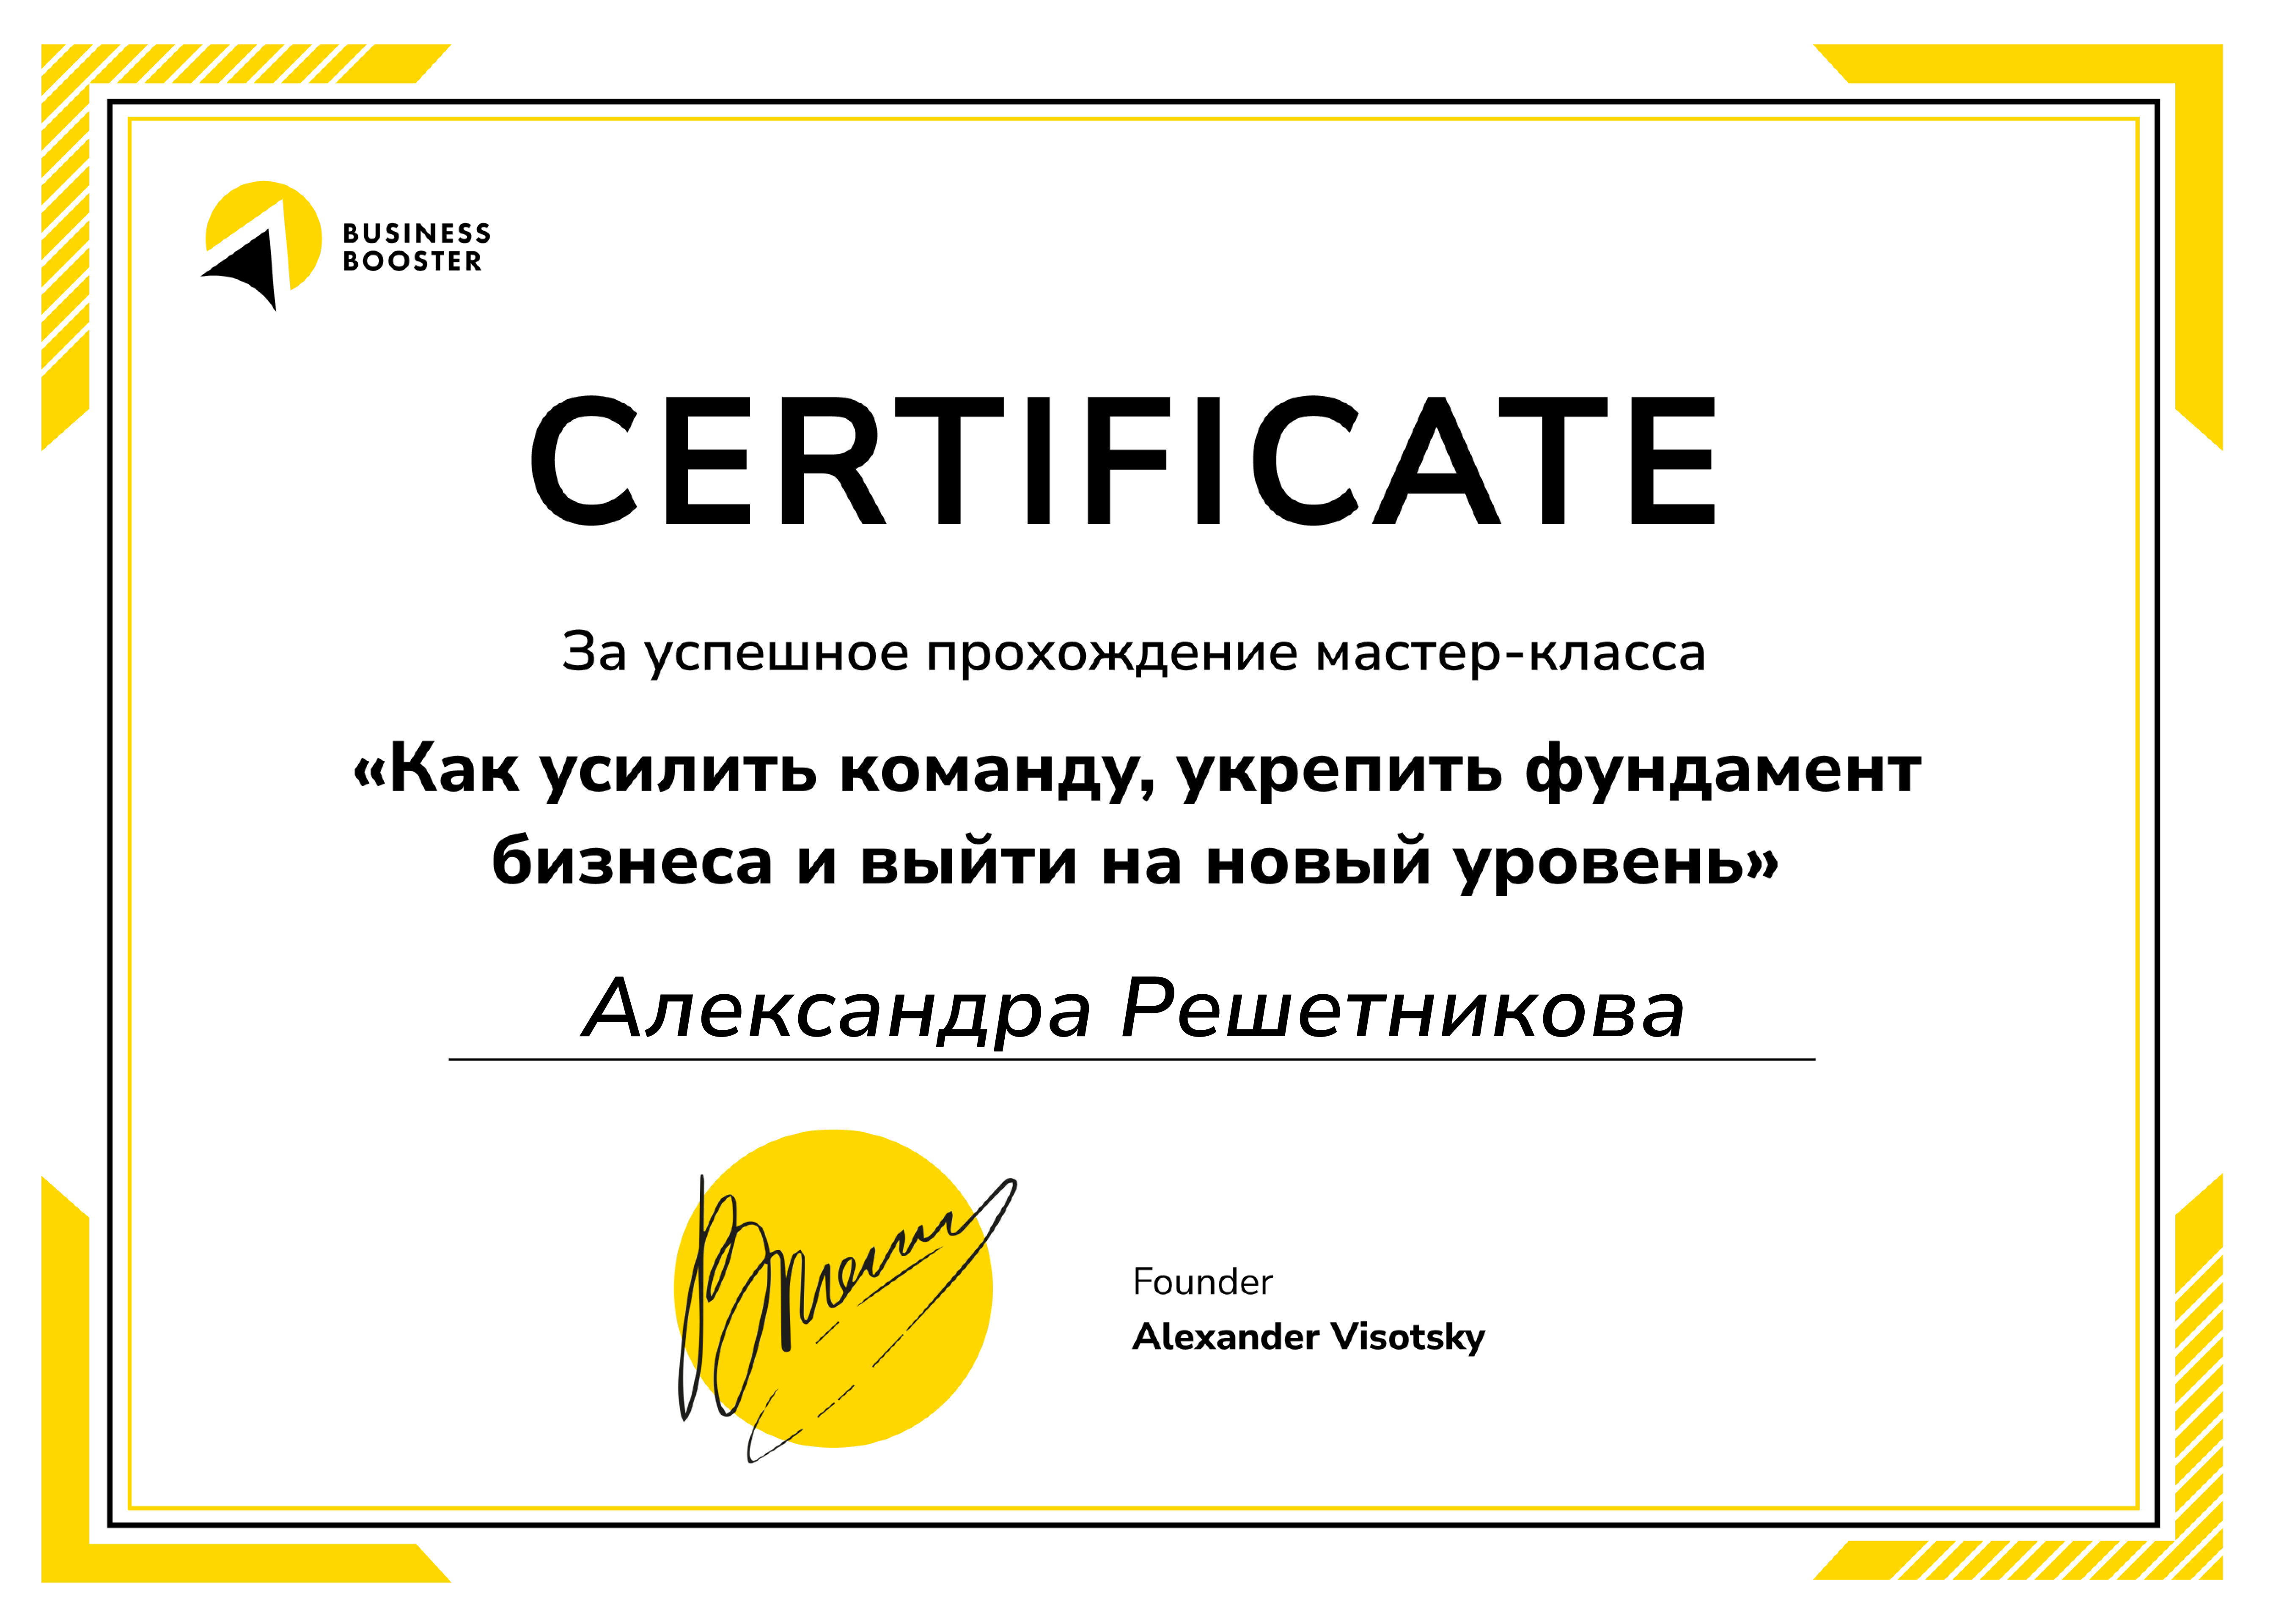 BUSINESS
BOOSTER
CERTIFICATE
За успешное прохождение мастер-класса
«Как усилить команду, укрепить фундамент
бизнеса и выйти на новый уровень»
Александра Решетникова
Founder
Alexander Visotsky